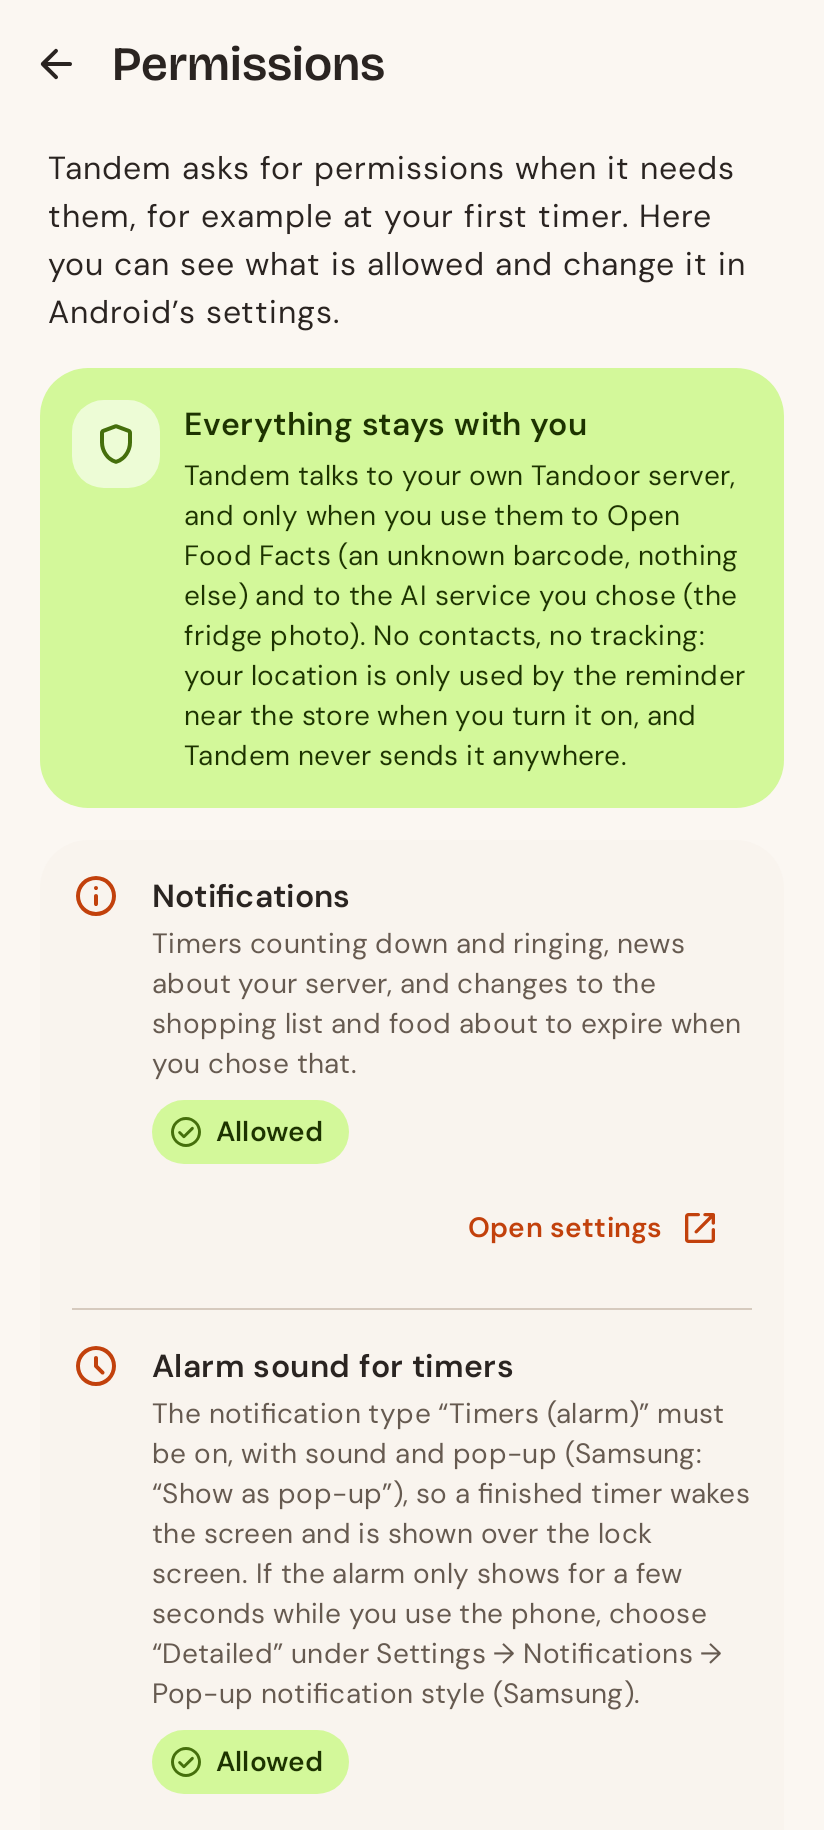 Permissions
Tandem asks for permissions when it needs
them, for example at your first timer. Here
you can see what is allowed and change it in
Android’s settings.
Everything stays with you
Tandem talks to your own Tandoor server,
and only when you use them to Open
Food Facts (an unknown barcode, nothing
else) and to the AI service you chose (the
fridge photo). No contacts, no tracking:
your location is only used by the reminder
near the store when you turn it on, and
Tandem never sends it anywhere.
Notifications
Timers counting down and ringing, news
about your server, and changes to the
shopping list and food about to expire when
you chose that.
Allowed
Open settings
Alarm sound for timers
The notification type “Timers (alarm)” must
be on, with sound and pop-up (Samsung:
“Show as pop-up”), so a finished timer wakes
the screen and is shown over the lock
screen. If the alarm only shows for a few
seconds while you use the phone, choose
“Detailed” under Settings → Notifications →
Pop-up notification style (Samsung).
Allowed